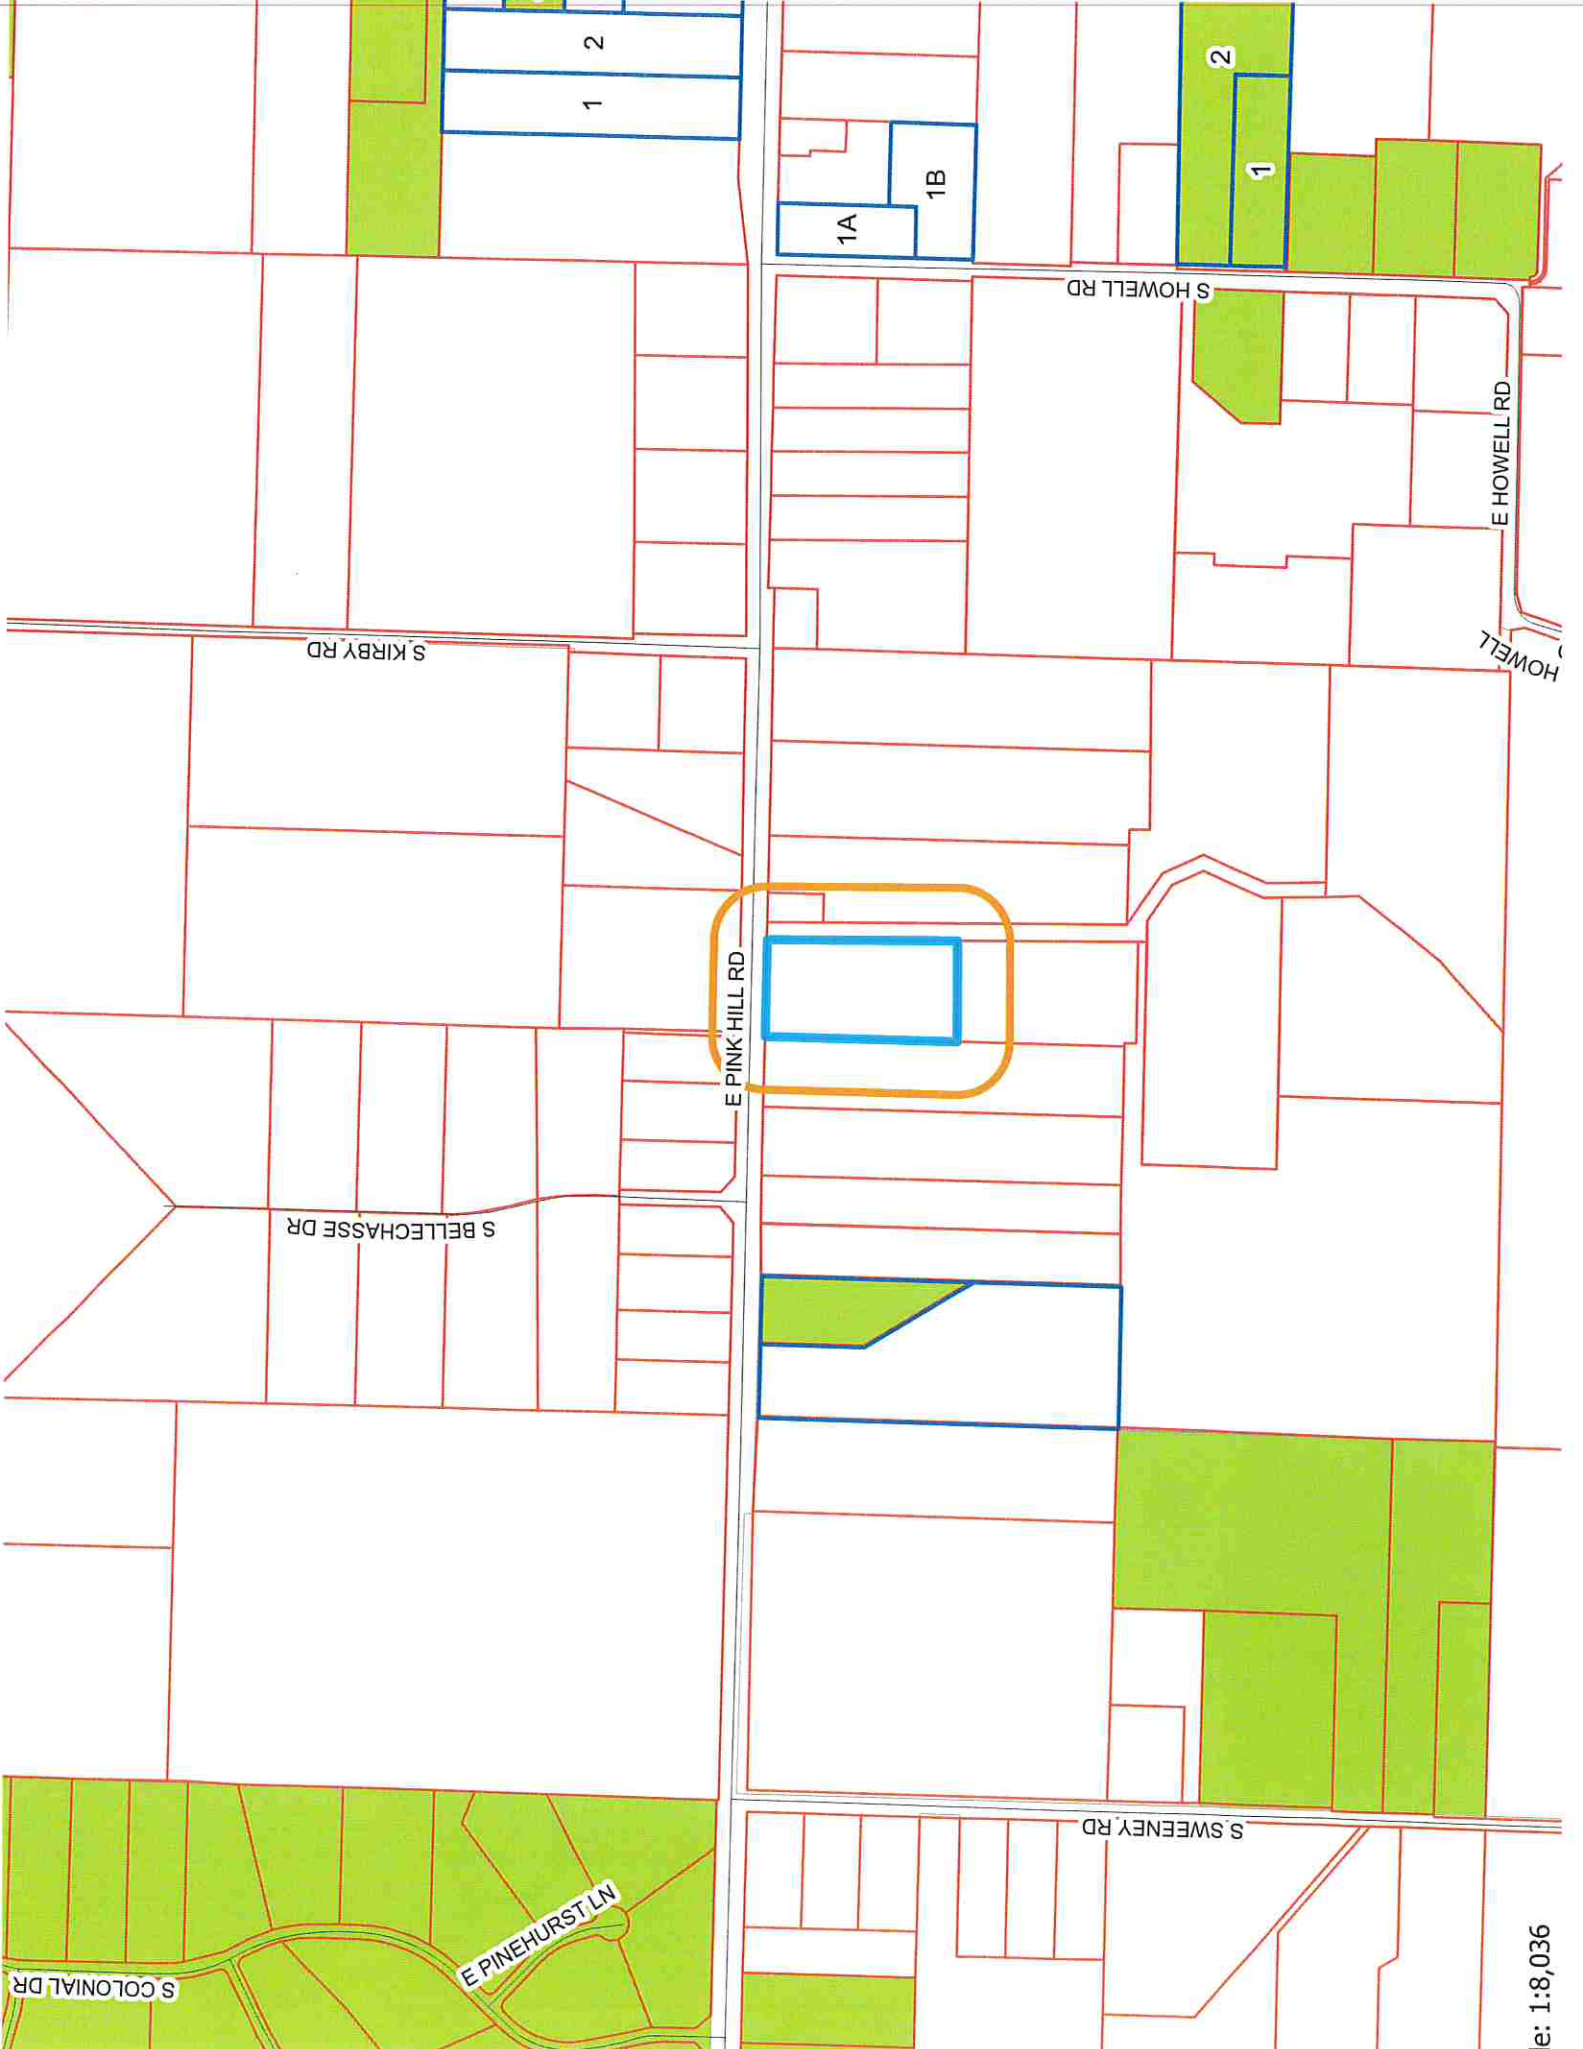 2
1
2
1
1B
1A
S HOWELL RD
E HOWELL RD
HOWELL
S KIRBY RD
E PINK HILL RD
S BELLECHASSE DR
S SWEENEY RD
E PINEHURST LN
S COLONIAL DR
le: 1:8,036